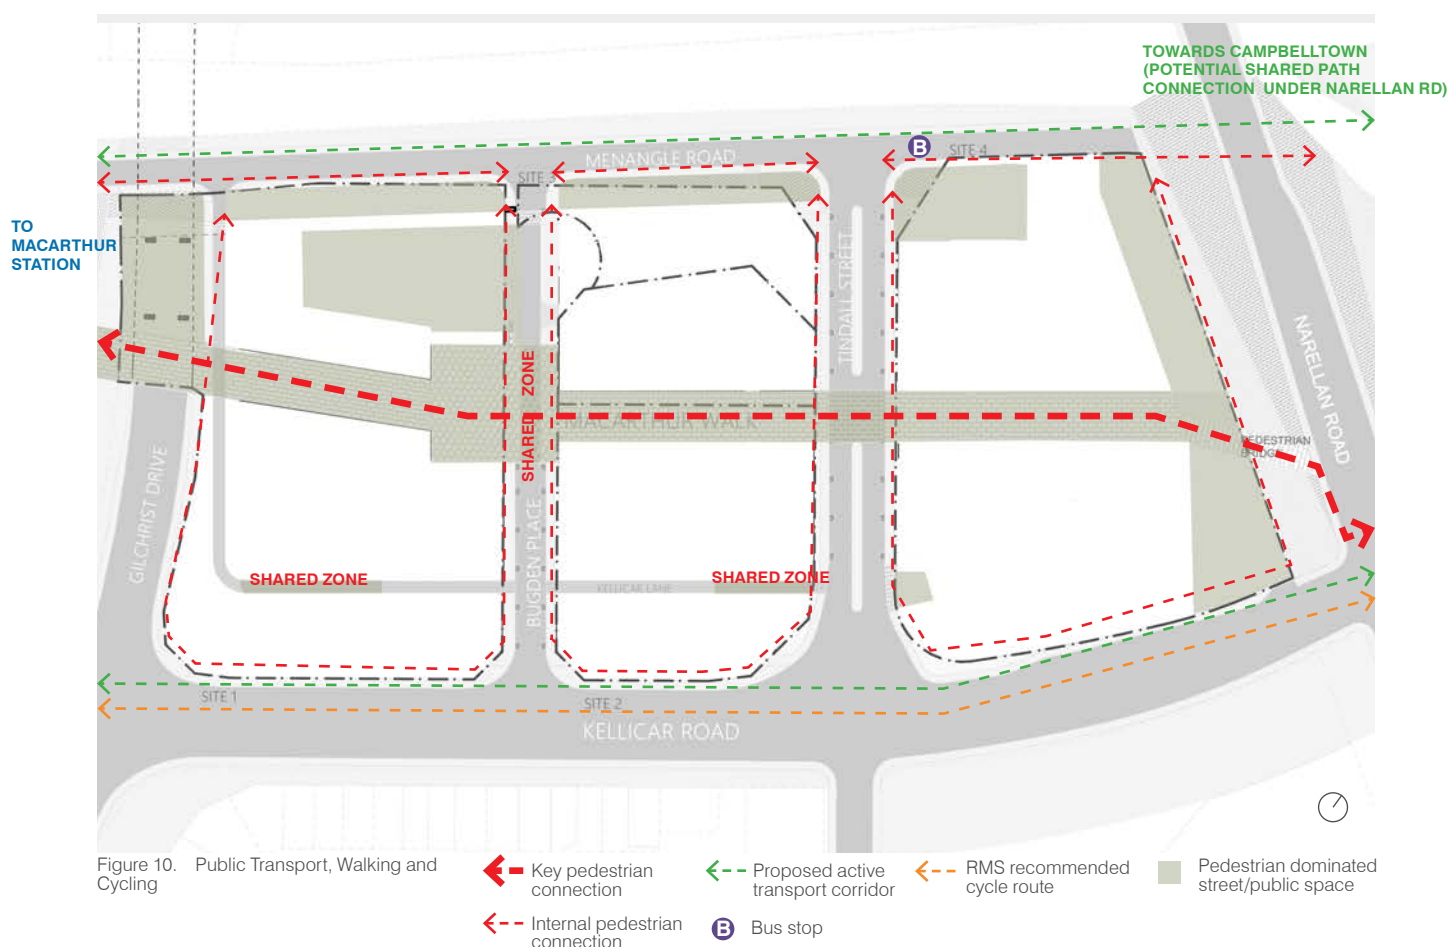 TOWARDS CAMPBELLTOWN
(POTENTIAL SHARED PATH
CONNECTION UNDER NARELLAN RD)
B
MENANGLE ROAD
SITE 4
SITE 3
TO
MACARTHUR
STATION
TINDALL STREET
NARELLAN ROAD
SHARED ZONE
MACARTHUR WALK
PEDESTRIAN
BRIDGE
GILCHRIST DRIVE
BUGDEN PLACE
SHARED ZONE
KELLICAR LANE
SHARED ZONE
SITE 1
SITE 2
KELLICAR ROAD
Figure 10. Public Transport, Walking and
Cycling
Key pedestrian
connection
Internal pedestrian
connection
Proposed active
transport corridor
B Bus stop
RMS recommended
cycle route
Pedestrian dominated
street/public space